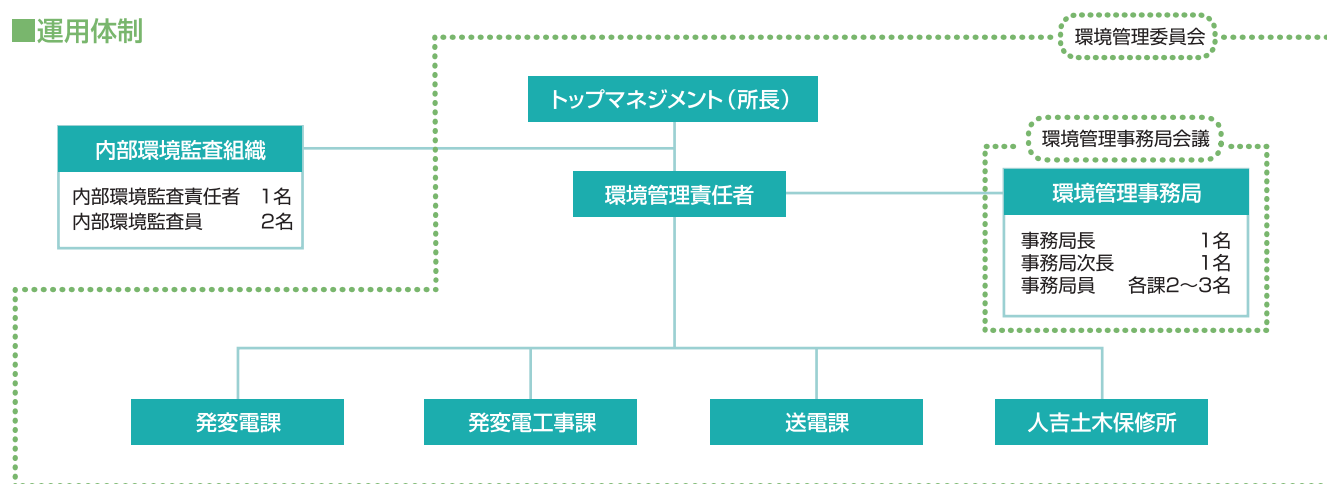 ■運用体制
環境管理委員会
トップマネジメント（所長）
内部環境監査組織
内部環境監査責任者 1名
内部環境監査員 2名
環境管理責任者
環境管理事務局会議
環境管理事務局
事務局長 1名
事務局次長 1名
事務局員 各課2～3名
発変電課
発変電工事課
送電課
人吉土木保修所